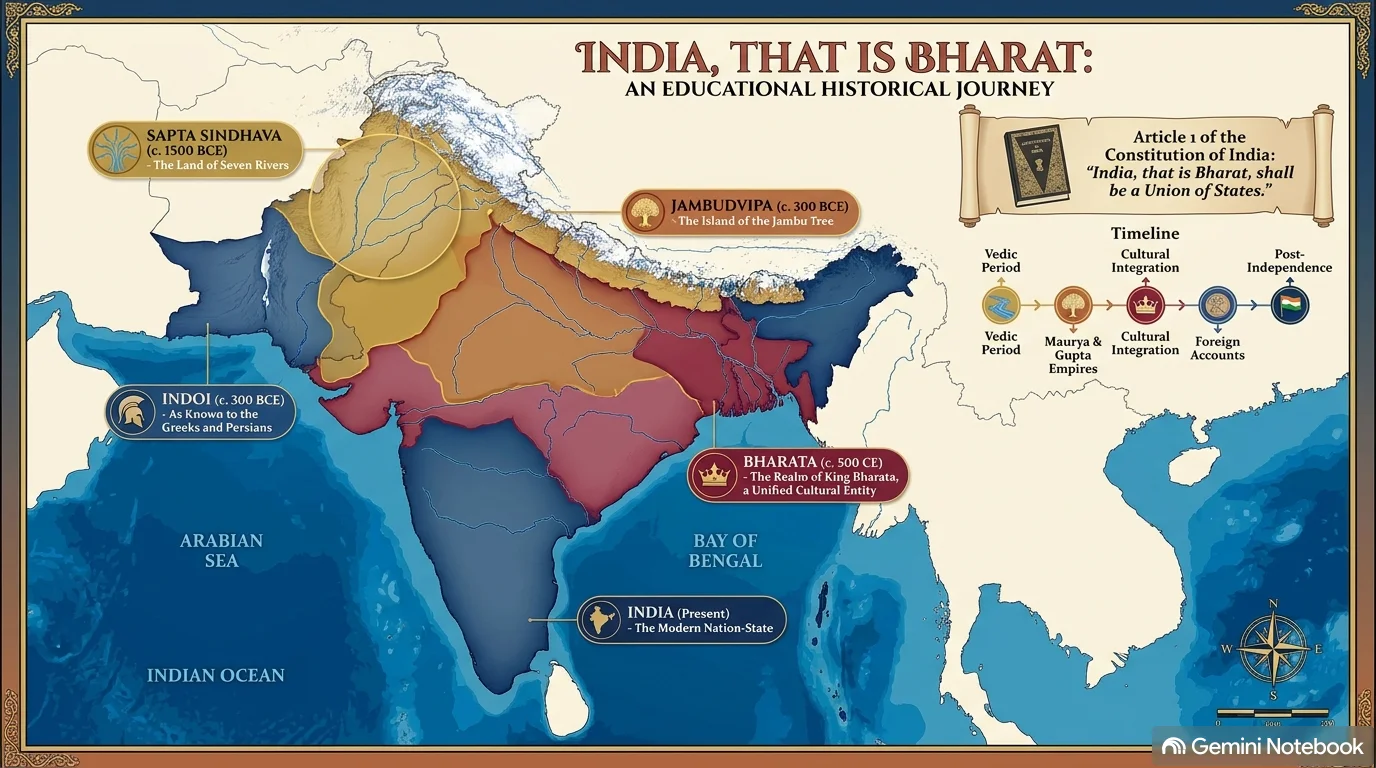 INDIA, THAT IS BHARAT:
AN EDUCATIONAL HISTORICAL JOURNEY
SAPTA SINDHAVA
(c. 1500 BCE)
- The Land of Seven Rivers
JAMBUDVIPA (c. 300 BCE)
- The Island of the Jambu Tree
INDOI (c. 300 BCE)
- As Known to the
Greeks and Persians
BHARATA (c. 500 CE)
- The Realm of King Bharata,
a Unified Cultural Entity
INDIA (Present)
- The Modern Nation-State
ARABIAN
SEA
BAY OF
BENGAL
INDIAN OCEAN
Article 1 of the
Constitution of India:
“India, that is Bharat, shall
be a Union of States.”
Timeline
Vedic
Period
Cultural
Integration
Post-
Independence
Vedic
Period
Maurya &
Gupta
Empires
Cultural
Integration
Foreign
Accounts
N
W
E
S
0
Gemini Notebook